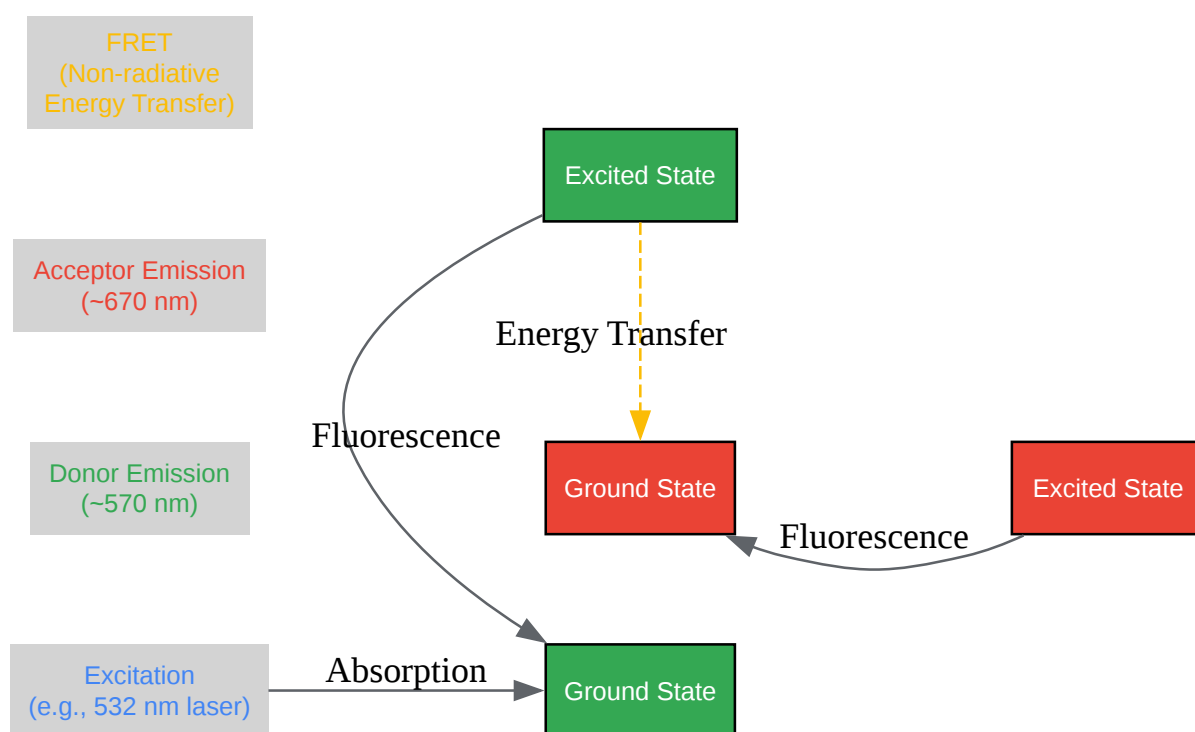 FRET
(Non-radiative
Energy Transfer)
Excited State
Acceptor Emission
(~670 nm)
Energy Transfer
Fluorescence
Donor Emission
(~570 nm)
Ground State
Excited State
Fluorescence
Excitation
(e.g., 532 nm laser)
Absorption
Ground State